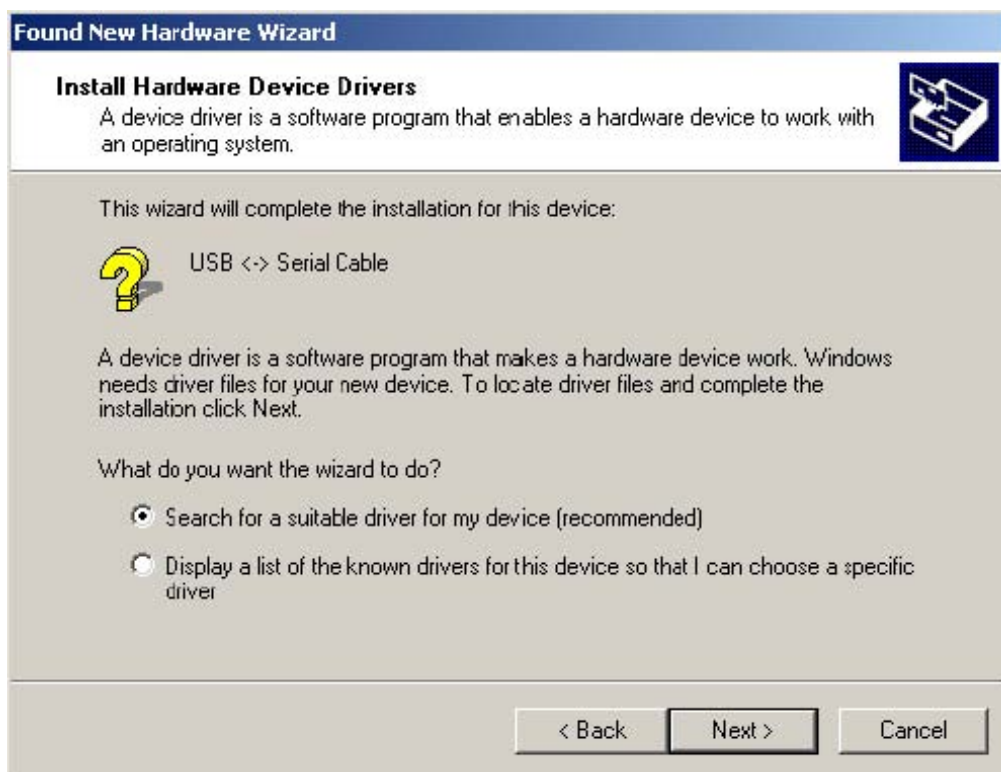 Found New Hardware Wizard
Install Hardware Device Drivers
A device driver is a software program that enables a hardware device to work with
an operating system.
This wizard will complete the installation for this device:
USB <-> Serial Cable
A device driver is a software program that makes a hardware device work. Windows
needs driver files for your new device. To locate driver files and complete the
installation click Next.
What do you want the wizard to do?
Search for a suitable driver for my device (recommended)
Display a list of the known drivers for this device so that I can choose a specific
driver
< Back Next > Cancel